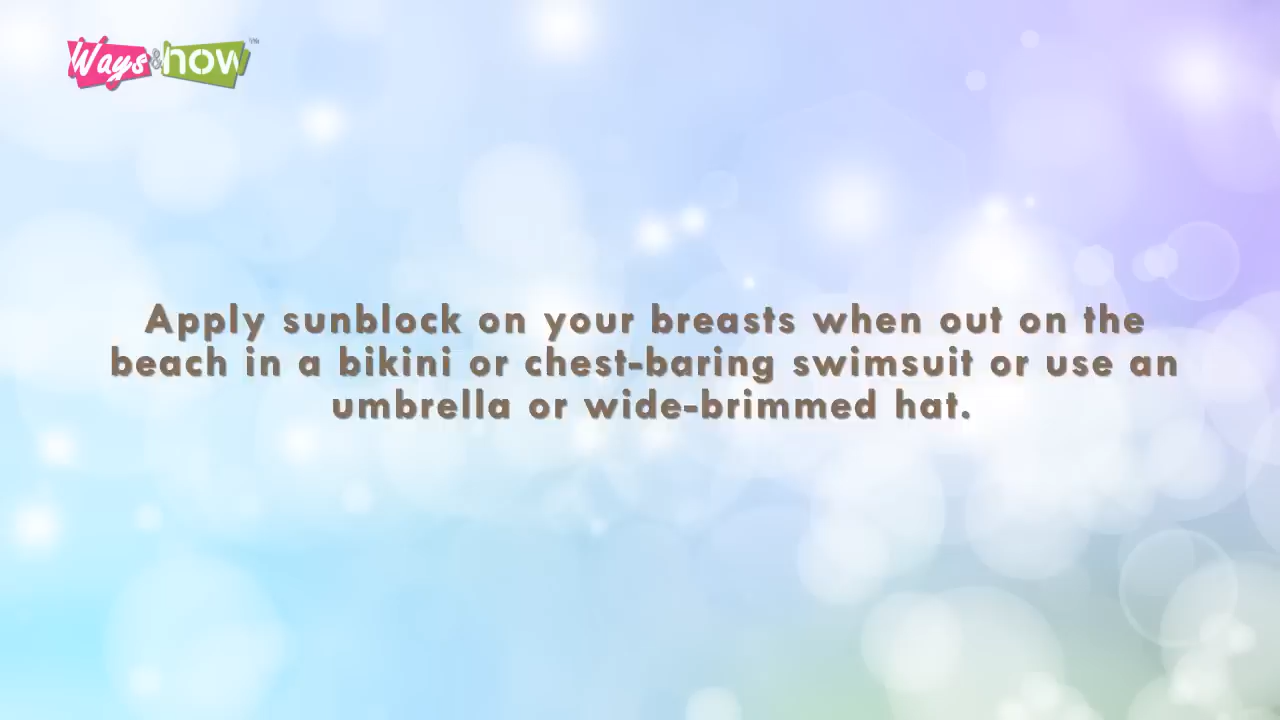 Ways&how™
Apply sunblock on your breasts when out on the
beach in a bikini or chest-baring swimsuit or use an
umbrella or wide-brimmed hat.